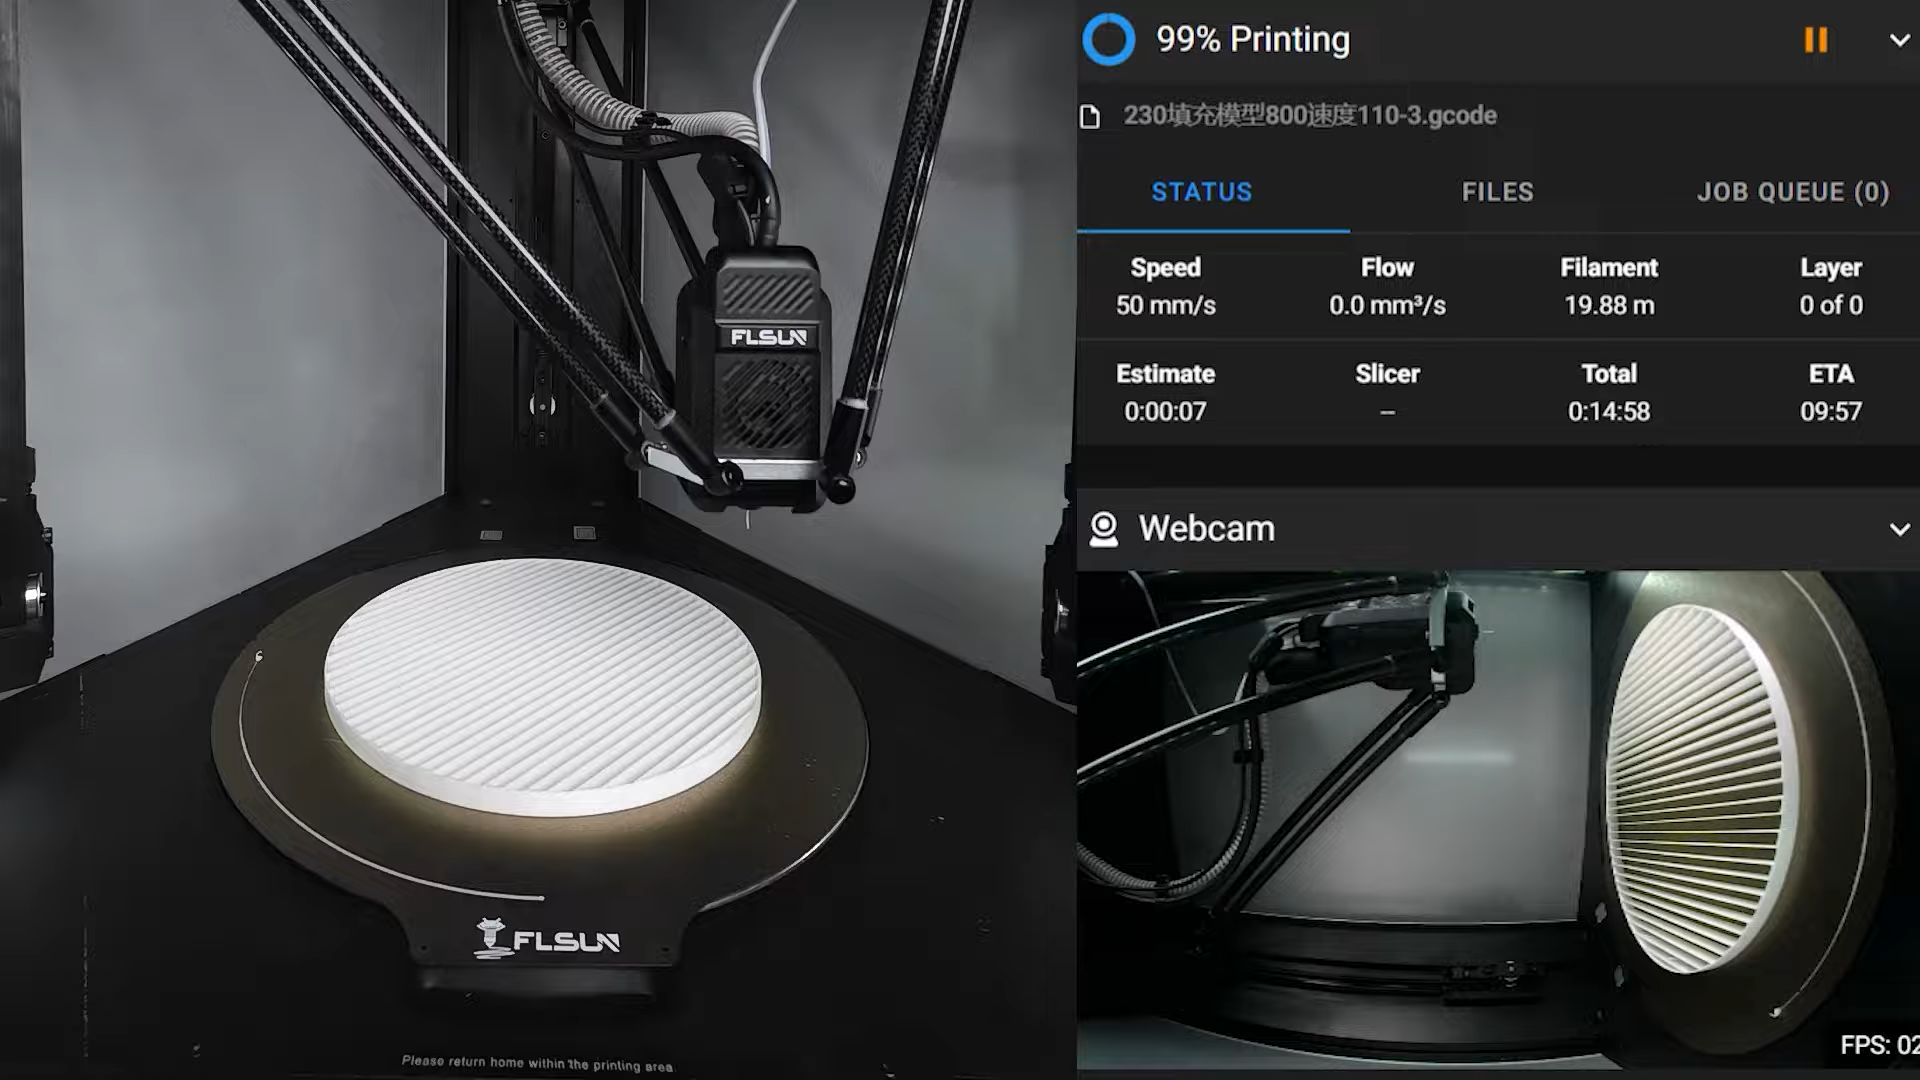 FLSUN
FLSUN
Please return home within the printing area
99% Printing
230填充模型800速度110-3.gcode
STATUS FILES JOB QUEUE (0)
Speed Flow Filament Layer
50 mm/s 0.0 mm³/s 19.88 m 0 of 0
Estimate Slicer Total ETA
0:00:07 -- 0:14:58 09:57
Webcam
FPS: 02